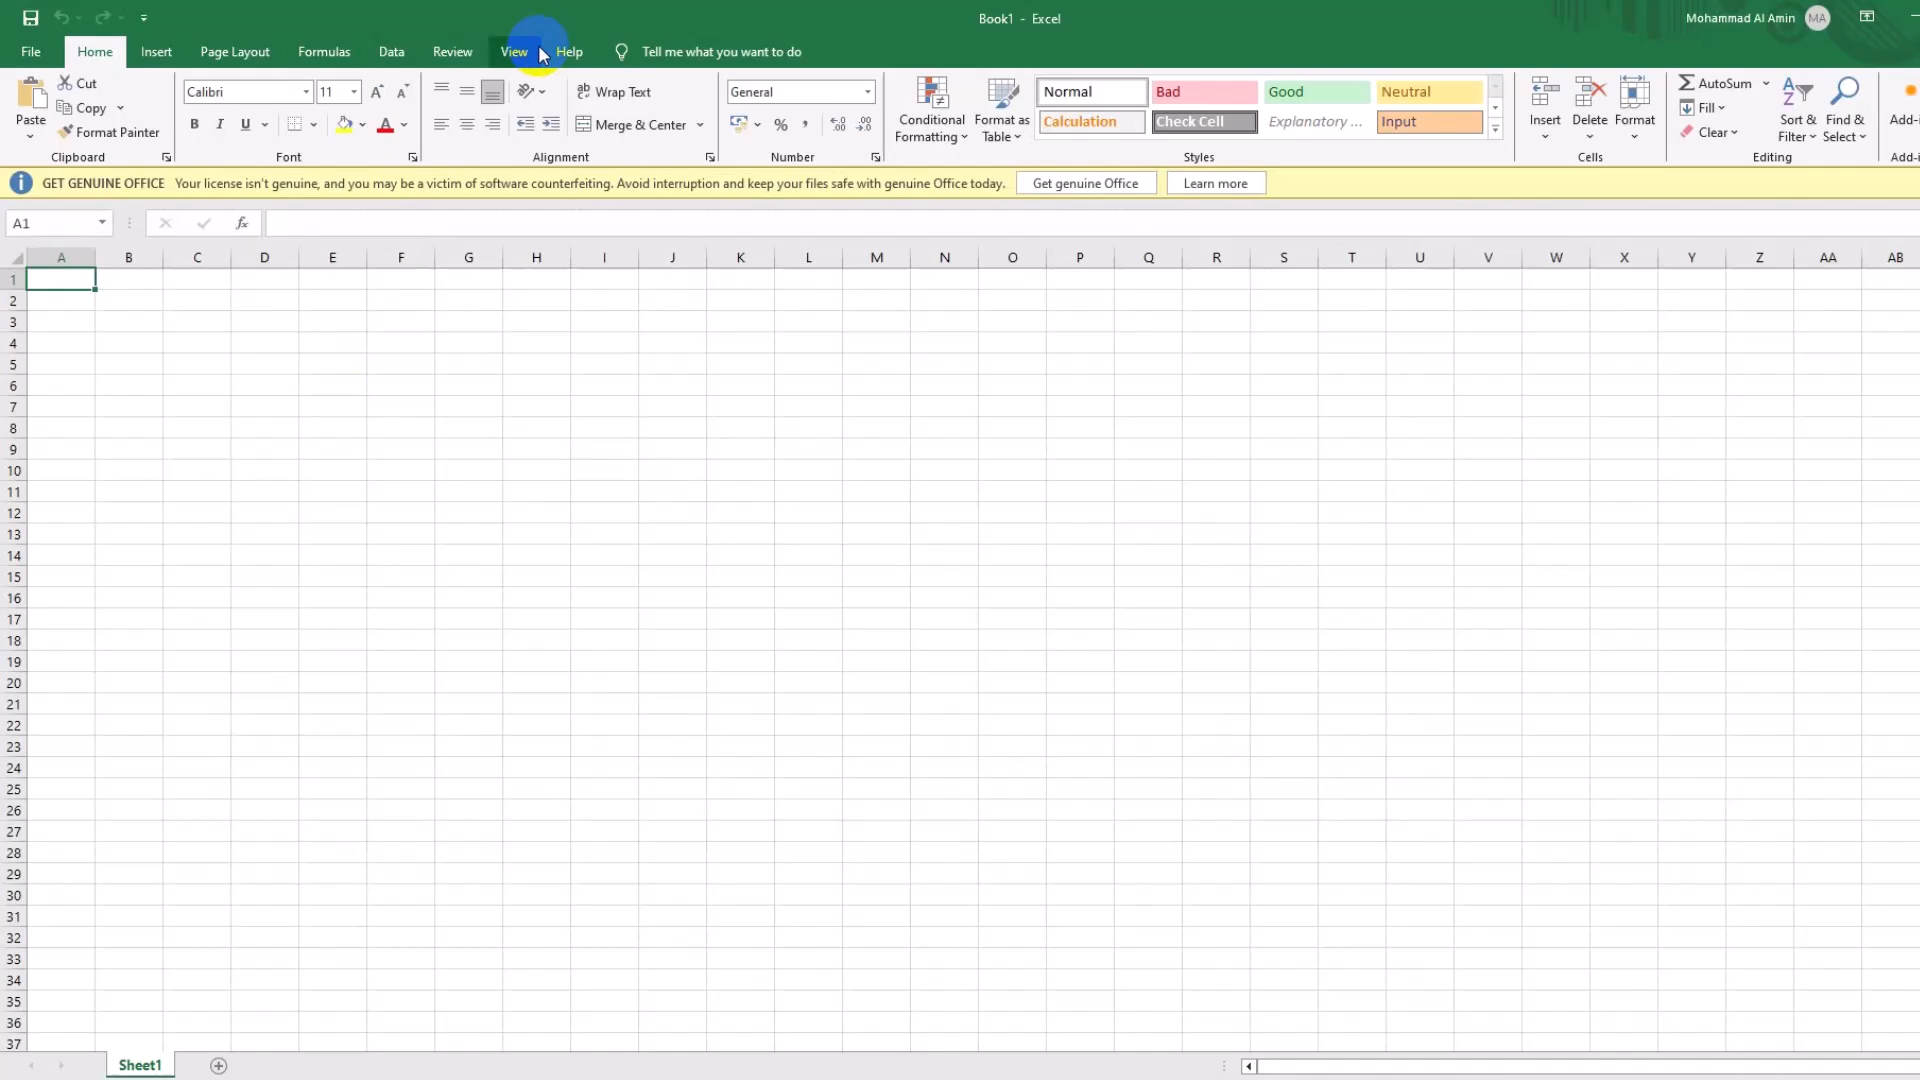 Book1 - Excel
Mohammad Al Amin MA
File Home Insert Page Layout Formulas Data Review View Help Tell me what you want to do
Paste
Cut
Copy
Format Painter
Clipboard
Calibri 11
B I U A
Font
Wrap Text
Merge & Center
Alignment
General
% , .00
Number
Conditional Formatting
Format as Table
Normal Bad Good Neutral
Calculation Check Cell Explanatory ... Input
Styles
Insert Delete Format
Cells
AutoSum
Fill
Clear
Sort & Filter
Find & Select
Editing
Add-i
Add-i
GET GENUINE OFFICE Your license isn't genuine, and you may be a victim of software counterfeiting. Avoid interruption and keep your files safe with genuine Office today. Get genuine Office Learn more
A1 fx
A B C D E F G H I J K L M N O P Q R S T U V W X Y Z AA AB
1
2
3
4
5
6
7
8
9
10
11
12
13
14
15
16
17
18
19
20
21
22
23
24
25
26
27
28
29
30
31
32
33
34
35
36
37
Sheet1